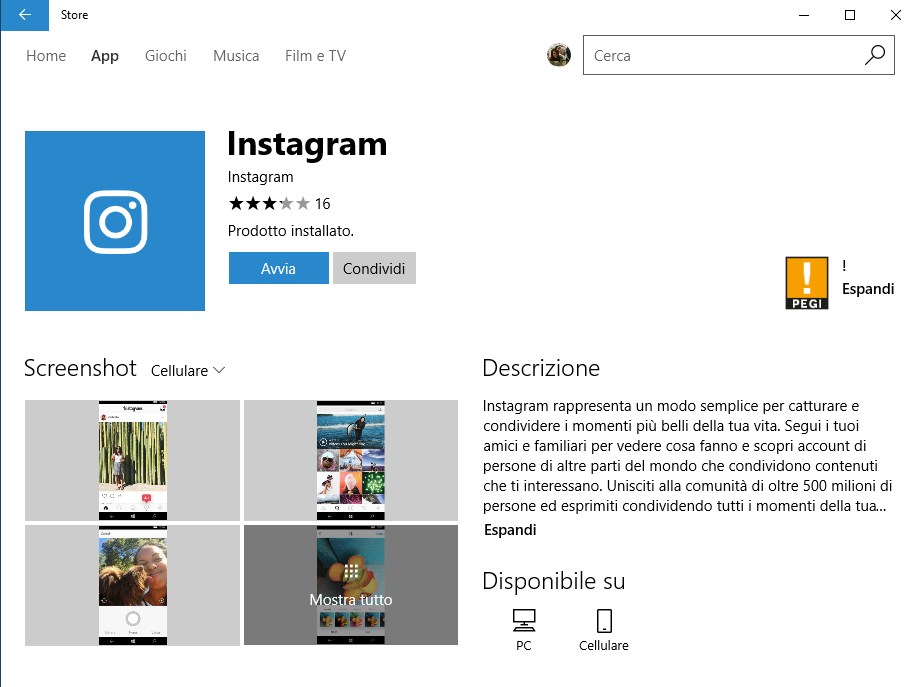 Store
Home App Giochi Musica Film e TV
Cerca
Instagram
Instagram
16
Prodotto installato.
Avvia Condividi
!
Espandi
PEGI
Screenshot Cellulare
Instagram
Mostra tutto
Descrizione
Instagram rappresenta un modo semplice per catturare e
condividere i momenti più belli della tua vita. Segui i tuoi
amici e familiari per vedere cosa fanno e scopri account di
persone di altre parti del mondo che condividono contenuti
che ti interessano. Unisciti alla comunità di oltre 500 milioni di
persone ed esprimiti condividendo tutti i momenti della tua...
Espandi
Disponibile su
PC Cellulare